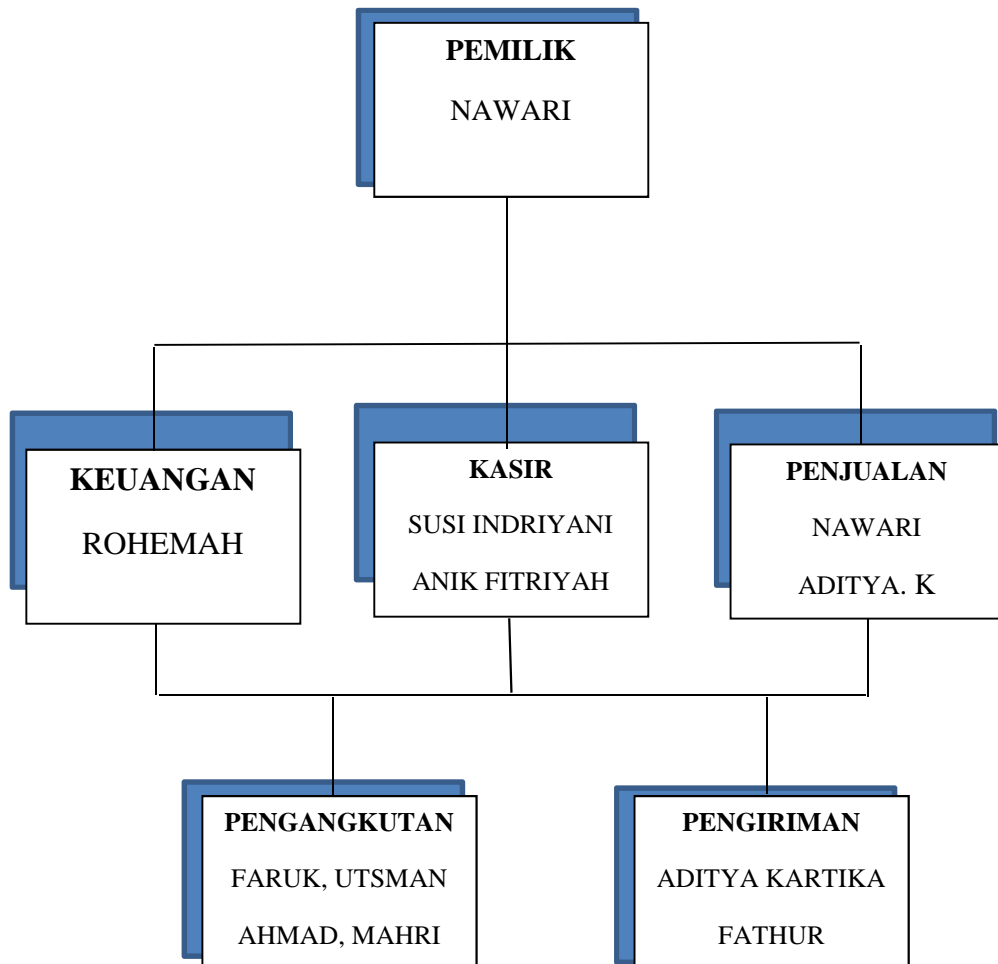 PEMILIK
NAWARI
KEUANGAN
ROHEMAH
KASIR
SUSI INDRIYANI
ANIK FITRIYAH
PENJUALAN
NAWARI
ADITYA. K
PENGANGKUTAN
FARUK, UTSMAN
AHMAD, MAHRI
PENGIRIMAN
ADITYA KARTIKA
FATHUR